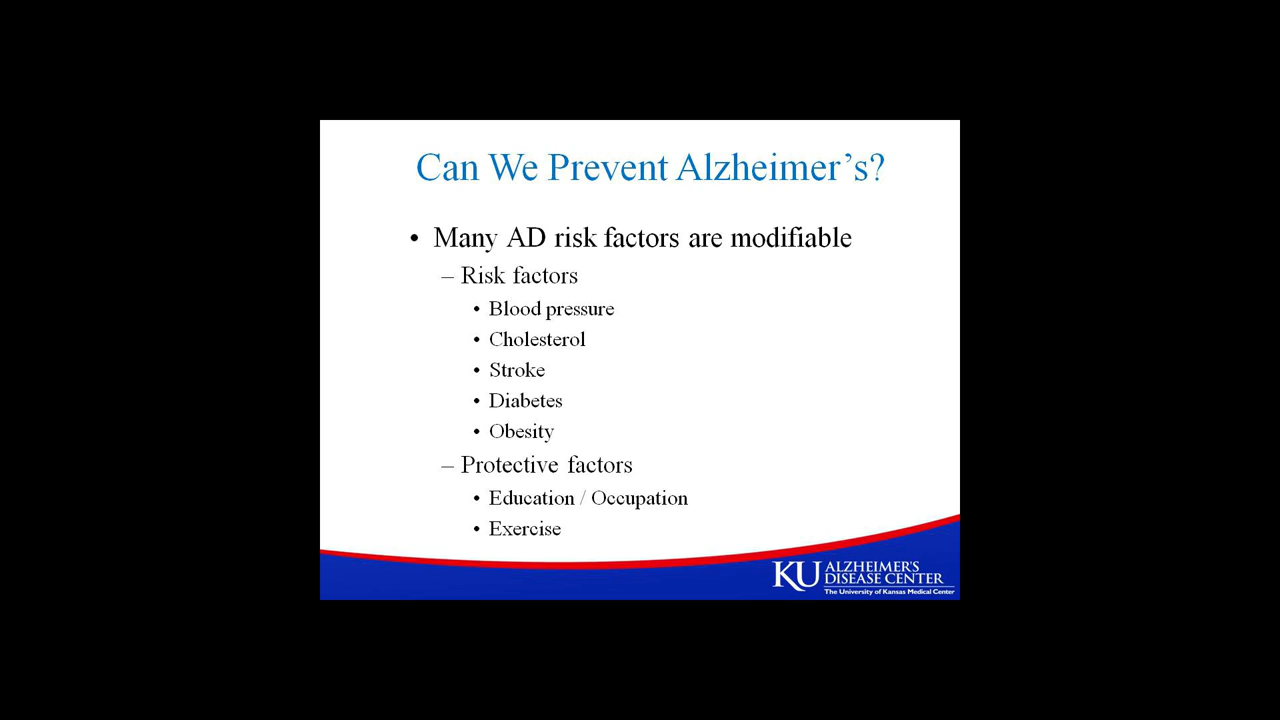 Can We Prevent Alzheimer's?
• Many AD risk factors are modifiable
– Risk factors
• Blood pressure
• Cholesterol
• Stroke
• Diabetes
• Obesity
– Protective factors
• Education / Occupation
• Exercise
KU ALZHEIMER'S
DISEASE CENTER
The University of Kansas Medical Center